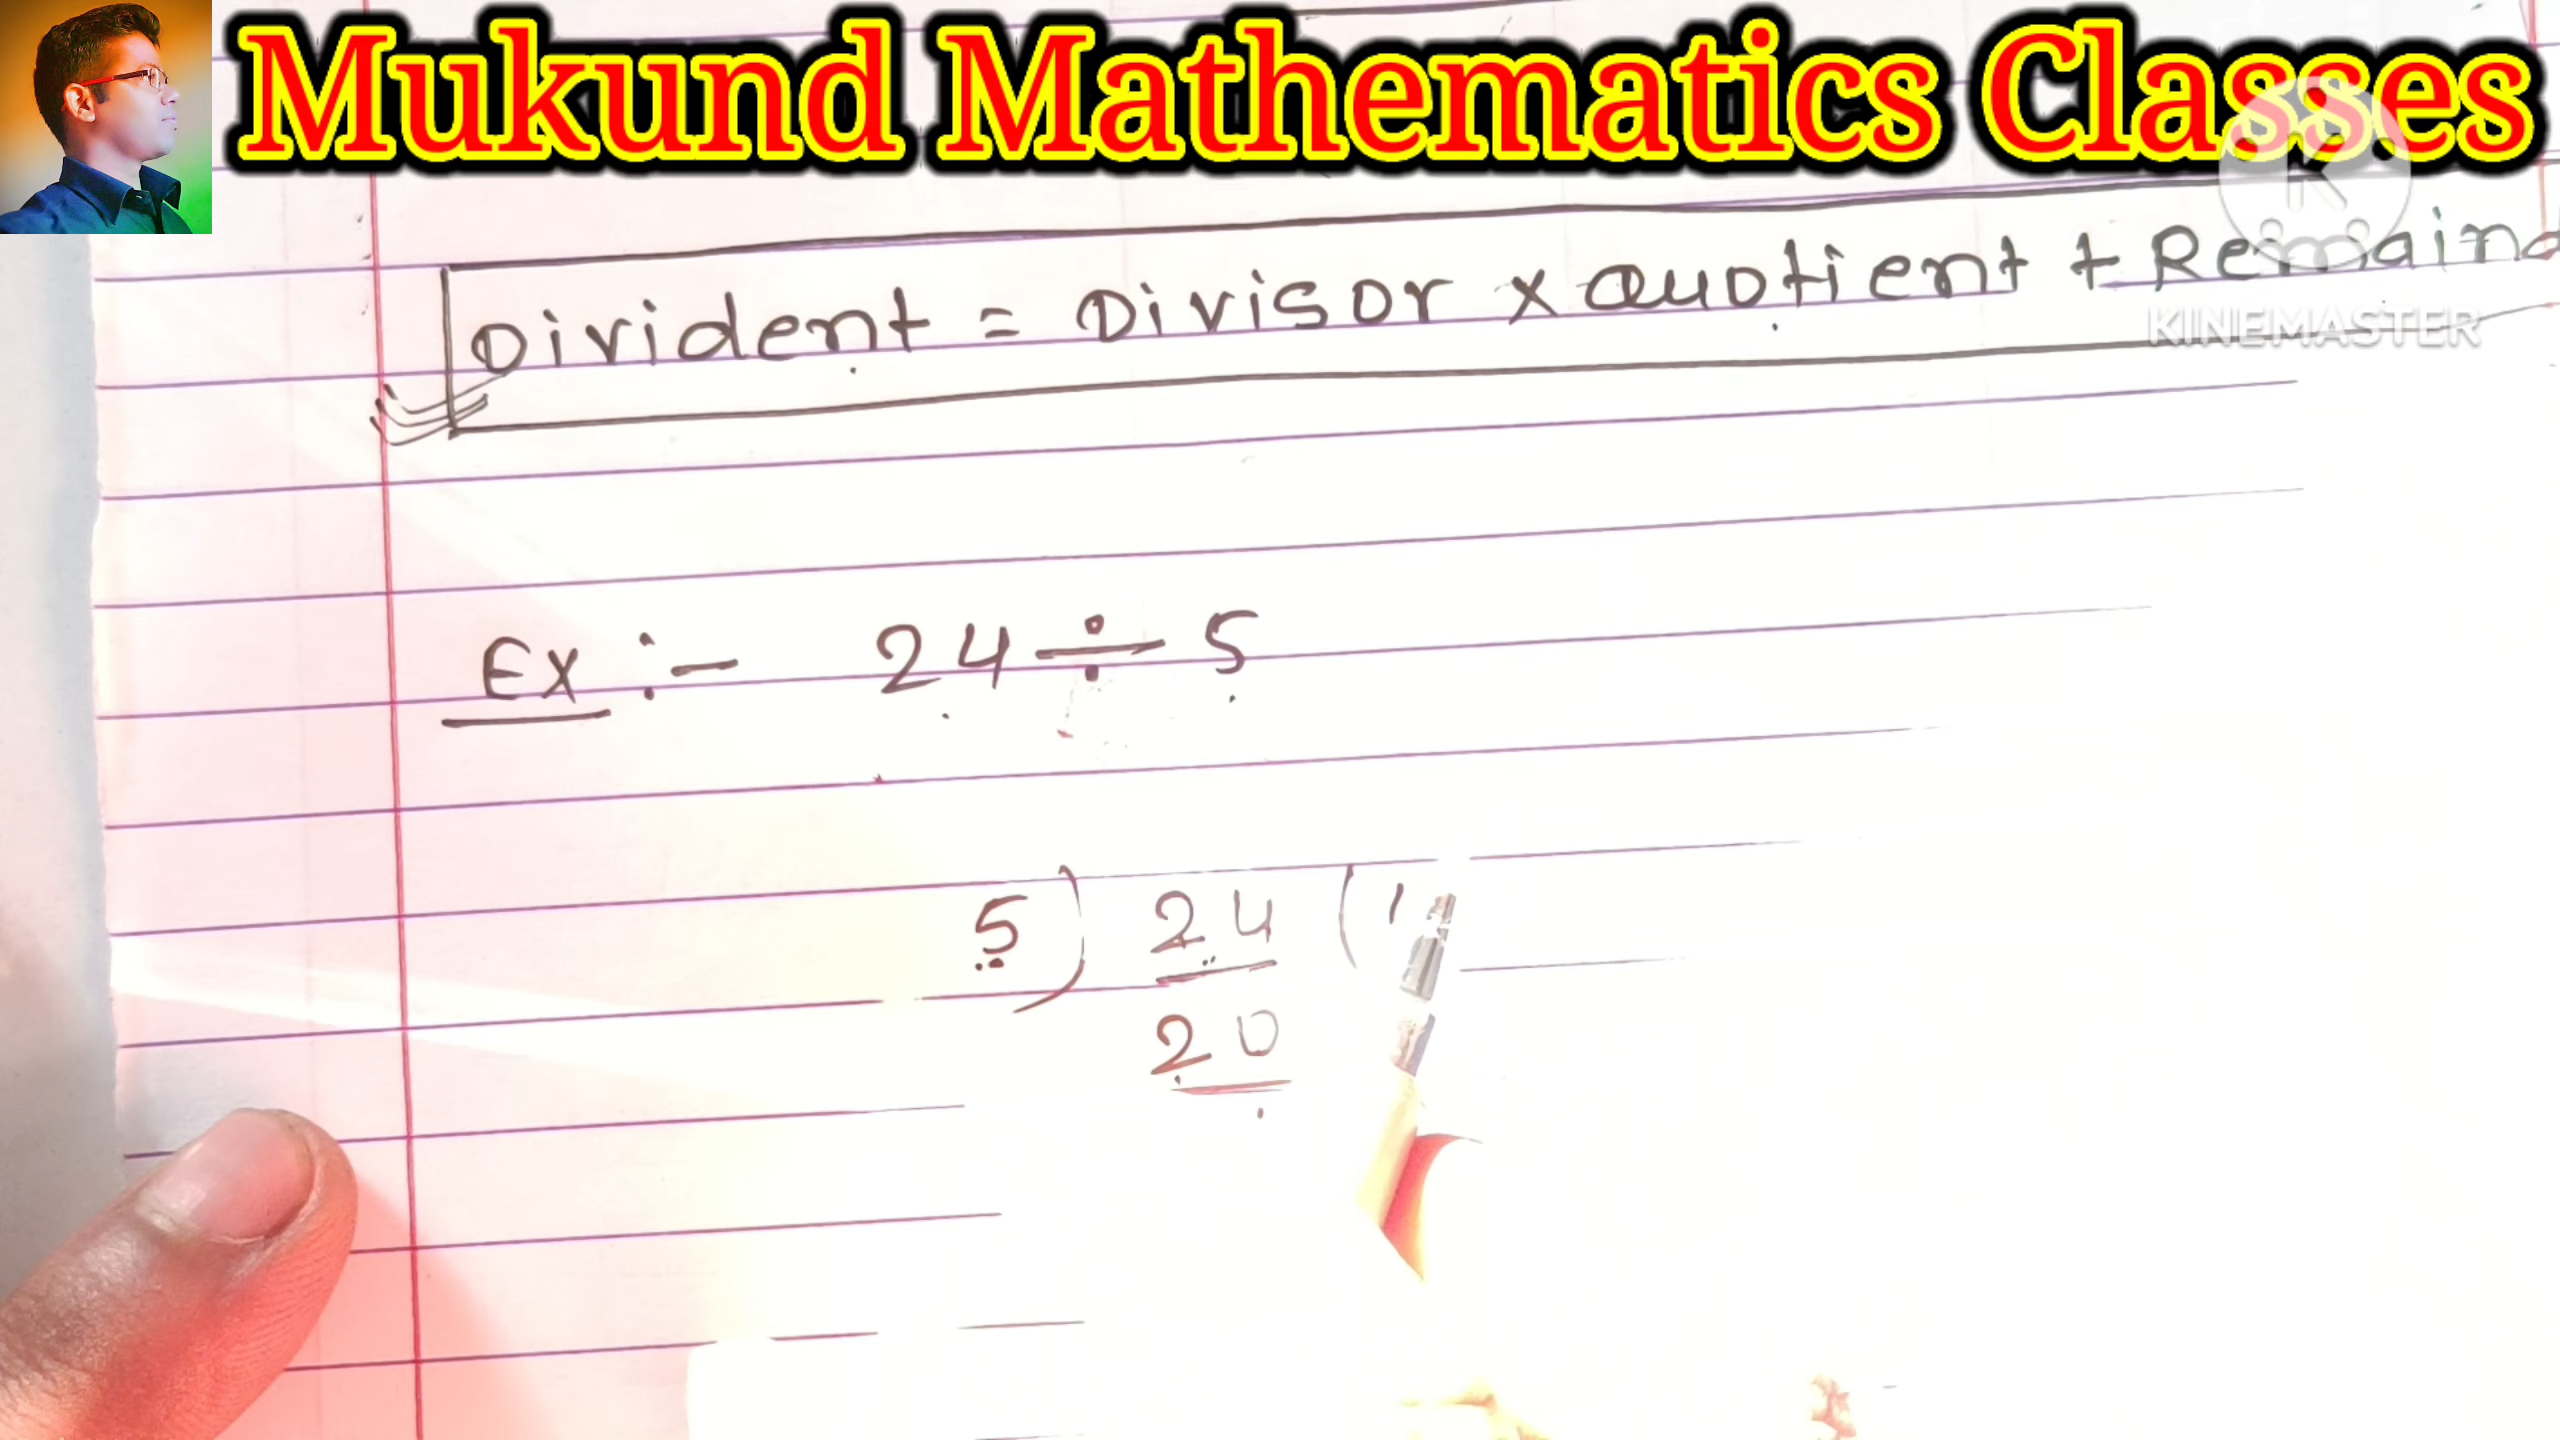 Mukund Mathematics Classes
Divident = Divisor x Quotient + Remaind
KINEMASTER
Ex :- 24 ÷ 5
5 ) 24 (
20